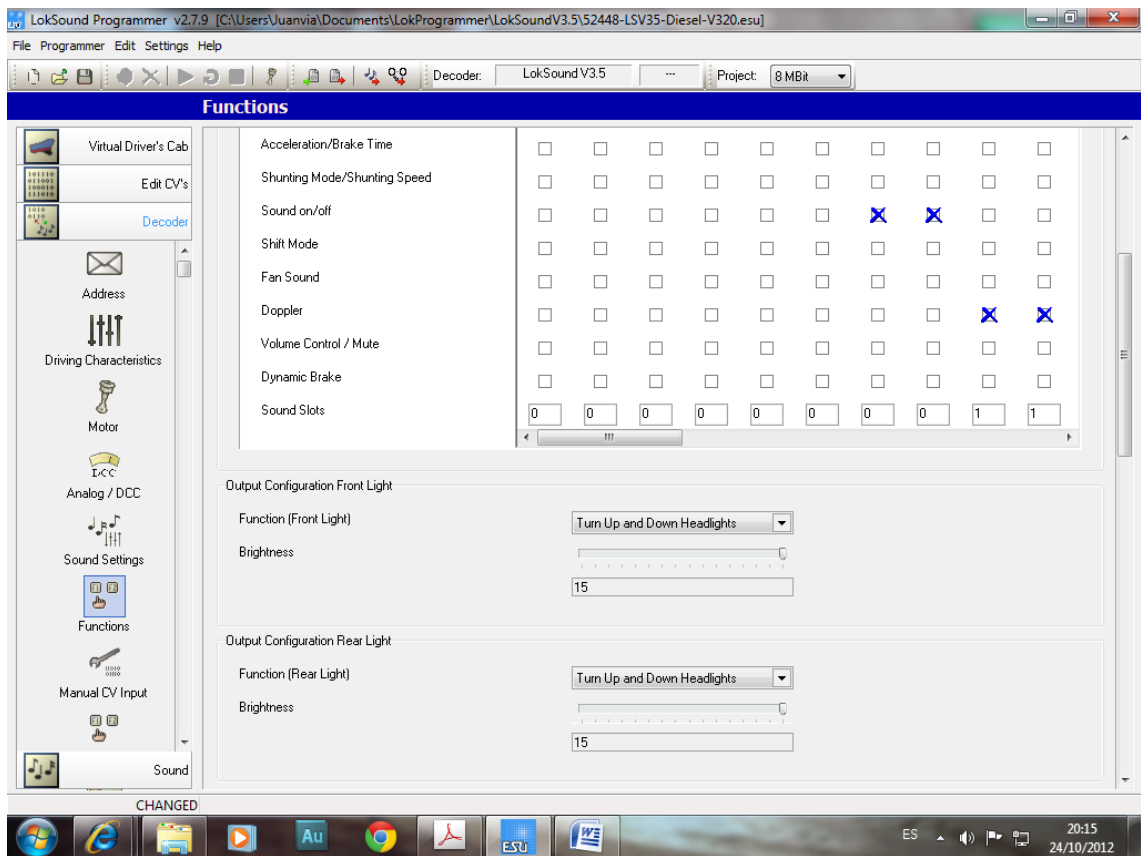 LokSound Programmer v2.7.9 [C:\Users\Juanvia\Documents\LokProgrammer\LokSoundV3.5\52448-LSV35-Diesel-V320.esu]
File Programmer Edit Settings Help
Decoder: LokSound V3.5 --- Project: 8 MBit
Functions
Virtual Driver's Cab
Edit CV's
Decoder
Address
Driving Characteristics
Motor
DCC
Analog / DCC
Sound Settings
Functions
Manual CV Input
Sound
Acceleration/Brake Time
Shunting Mode/Shunting Speed
Sound on/off
Shift Mode
Fan Sound
Doppler
Volume Control / Mute
Dynamic Brake
Sound Slots 0 0 0 0 0 0 0 0 1 1
Output Configuration Front Light
Function (Front Light) Turn Up and Down Headlights
Brightness
15
Output Configuration Rear Light
Function (Rear Light) Turn Up and Down Headlights
Brightness
15
CHANGED
Au
ESU
W
ES
20:15
24/10/2012